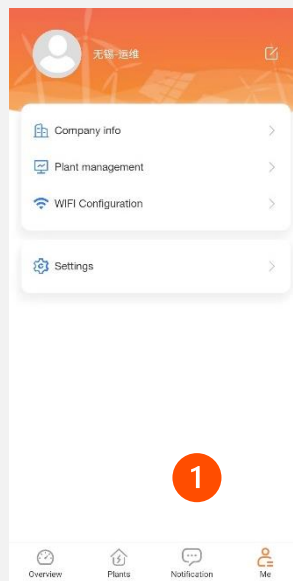 无锡-运维
Company info
Plant management
WIFI Configuration
Settings
1
Overview Plants Notification Me